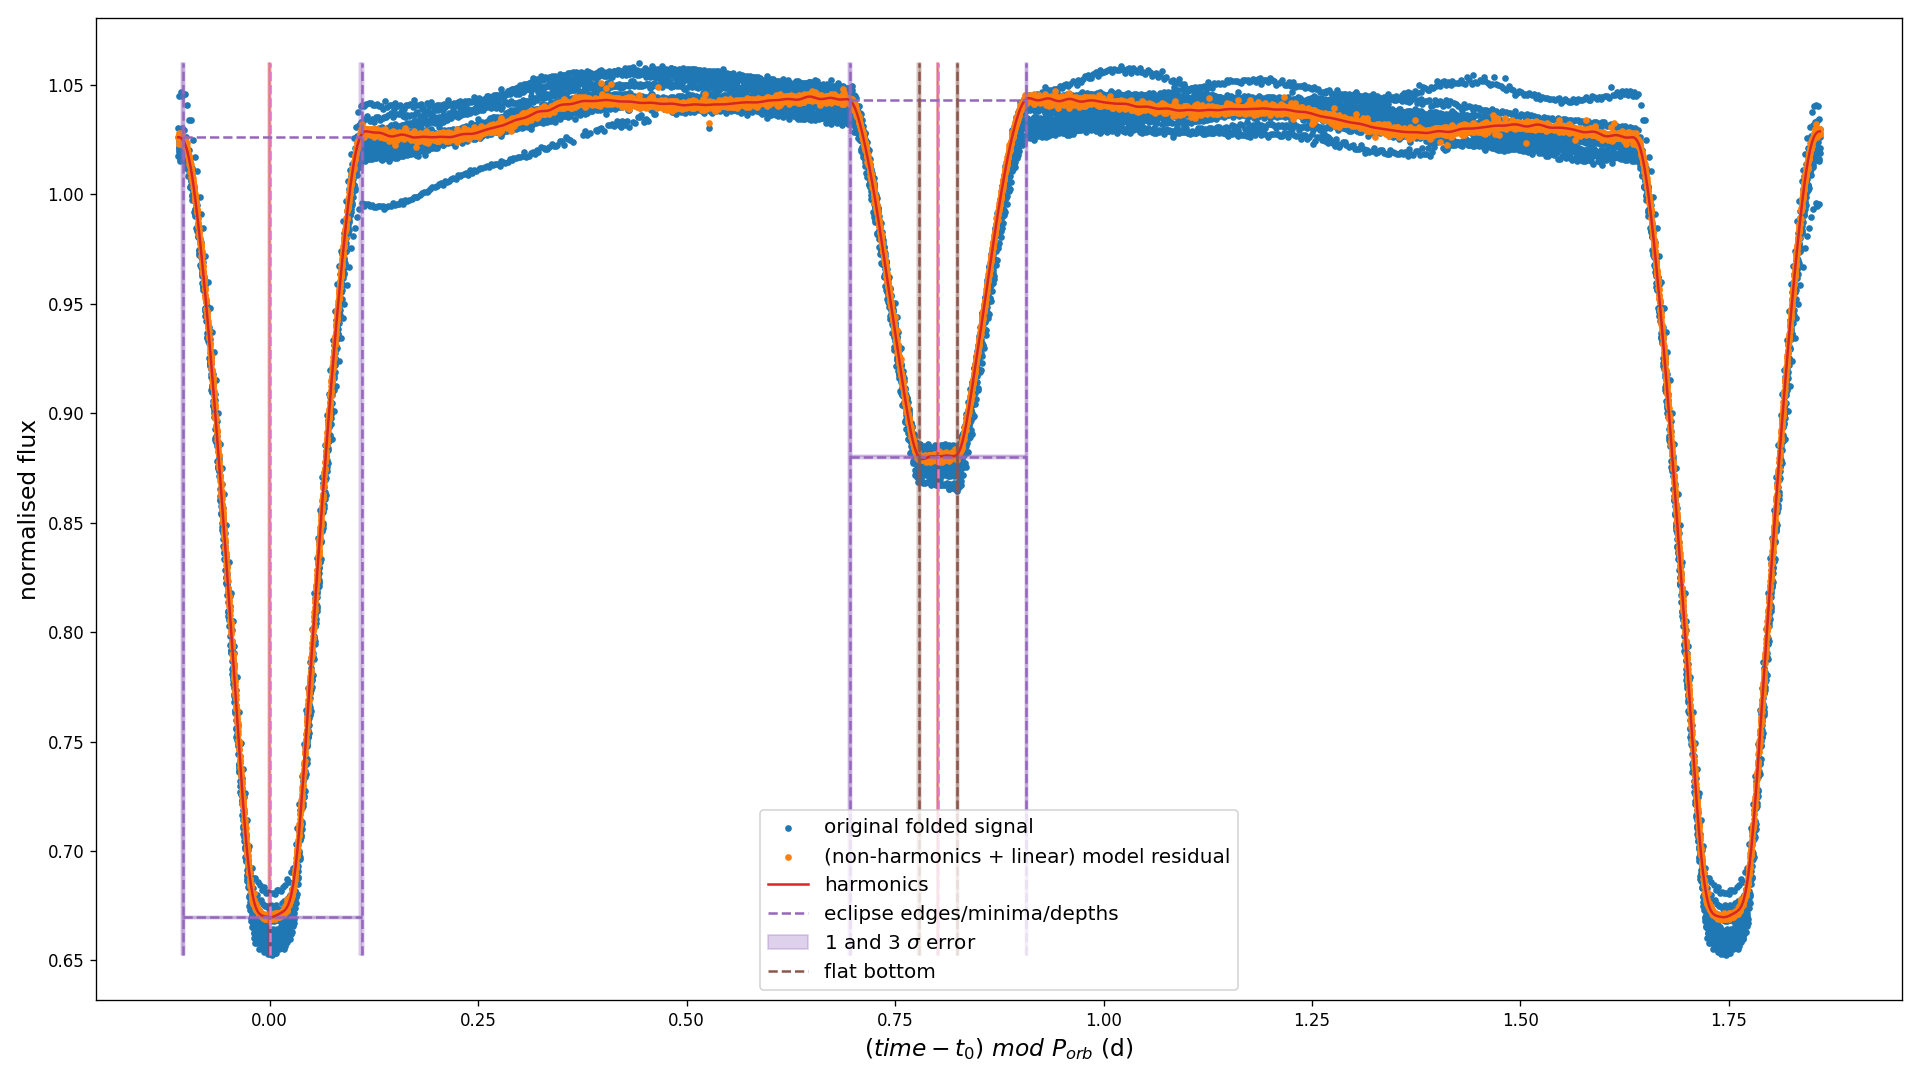 normalised flux
1.05
1.00
0.95
0.90
0.85
0.80
0.75
0.70
0.65
original folded signal
(non-harmonics + linear) model residual
harmonics
eclipse edges/minima/depths
1 and 3 σ error
flat bottom
0.00 0.25 0.50 0.75 1.00 1.25 1.50 1.75
(time − t₀) mod Pₒᵣb (d)